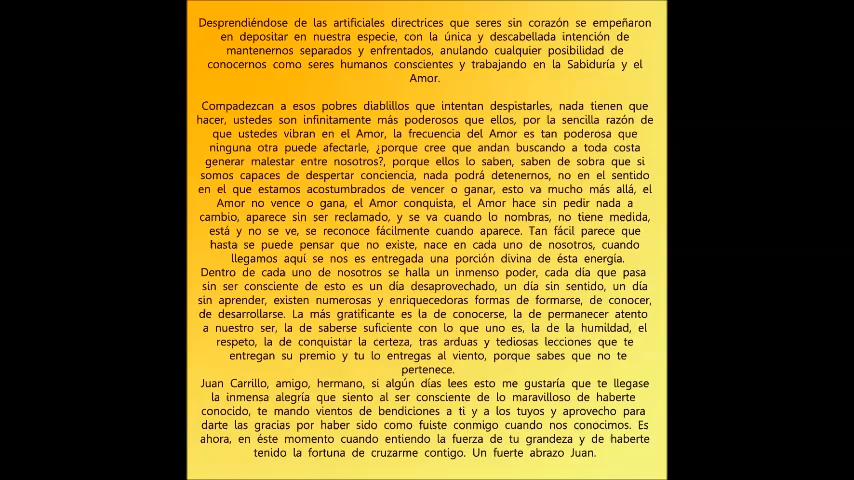 Desprendiéndose de las artificiales directrices que seres sin corazón se empeñaron
en depositar en nuestra especie, con la única y descabellada intención de
mantenernos separados y enfrentados, anulando cualquier posibilidad de
conocernos como seres humanos conscientes y trabajando en la Sabiduría y el
Amor.
Compadezcan a esos pobres diablillos que intentan despistarles, nada tienen que
hacer, ustedes son infinitamente más poderosos que ellos, por la sencilla razón de
que ustedes vibran en el Amor, la frecuencia del Amor es tan poderosa que
ninguna otra puede afectarle, ¿porque cree que andan buscando a toda costa
generar malestar entre nosotros?, porque ellos lo saben, saben de sobra que si
somos capaces de despertar conciencia, nada podrá detenernos, no en el sentido
en el que estamos acostumbrados de vencer o ganar, esto va mucho más allá, el
Amor no vence o gana, el Amor conquista, el Amor hace sin pedir nada a
cambio, aparece sin ser reclamado, y se va cuando lo nombras, no tiene medida,
está y no se ve, se reconoce fácilmente cuando aparece. Tan fácil parece que
hasta se puede pensar que no existe, nace en cada uno de nosotros, cuando
llegamos aquí se nos es entregada una porción divina de ésta energía.
Dentro de cada uno de nosotros se halla un inmenso poder, cada día que pasa
sin ser consciente de esto es un día desaprovechado, un día sin sentido, un día
sin aprender, existen numerosas y enriquecedoras formas de formarse, de conocer,
de desarrollarse. La más gratificante es la de conocerse, la de permanecer atento
a nuestro ser, la de saberse suficiente con lo que uno es, la de la humildad, el
respeto, la de conquistar la certeza, tras arduas y tediosas lecciones que te
entregan su premio y tu lo entregas al viento, porque sabes que no te
pertenece.
Juan Carrillo, amigo, hermano, si algún días lees esto me gustaría que te llegase
la inmensa alegría que siento al ser consciente de lo maravilloso de haberte
conocido, te mando vientos de bendiciones a ti y a los tuyos y aprovecho para
darte las gracias por haber sido como fuiste conmigo cuando nos conocimos. Es
ahora, en éste momento cuando entiendo la fuerza de tu grandeza y de haberte
tenido la fortuna de cruzarme contigo. Un fuerte abrazo Juan.